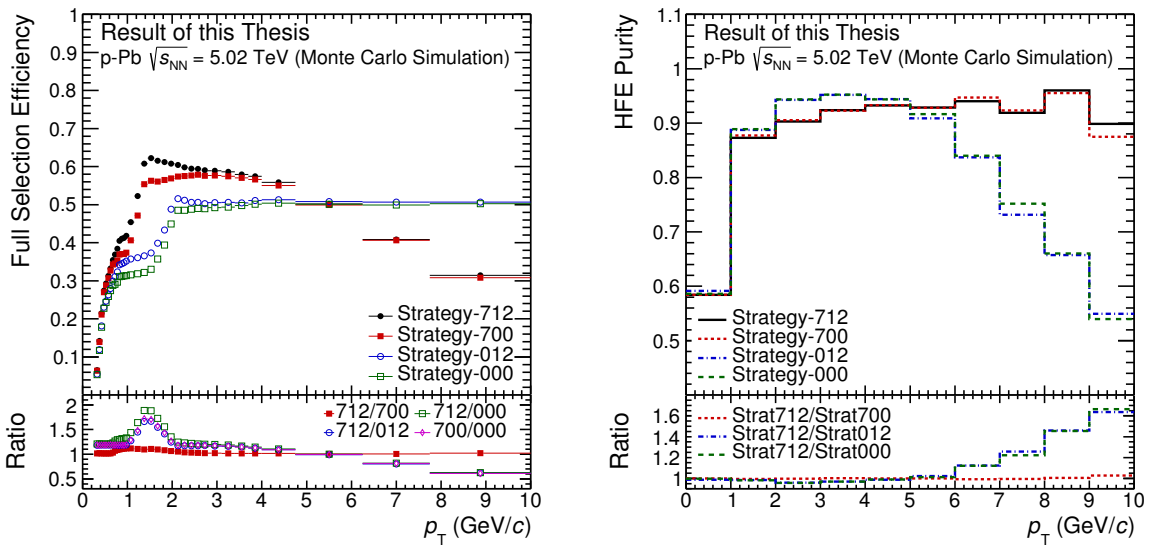 Result of this Thesis
p-Pb √sNN = 5.02 TeV (Monte Carlo Simulation)
Full Selection Efficiency
1
0.9
0.8
0.7
0.6
0.5
0.4
0.3
0.2
0.1
Strategy-712
Strategy-700
Strategy-012
Strategy-000
Ratio
2
1.5
1
0.5
712/700 712/000
712/012 700/000
0 1 2 3 4 5 6 7 8 9 10
pT (GeV/c)
Result of this Thesis
p-Pb √sNN = 5.02 TeV (Monte Carlo Simulation)
HFE Purity
1.1
1
0.9
0.8
0.7
0.6
0.5
Strategy-712
Strategy-700
Strategy-012
Strategy-000
Ratio
1.6
1.4
1.2
1
Strat712/Strat700
Strat712/Strat012
Strat712/Strat000
0 1 2 3 4 5 6 7 8 9 10
pT (GeV/c)